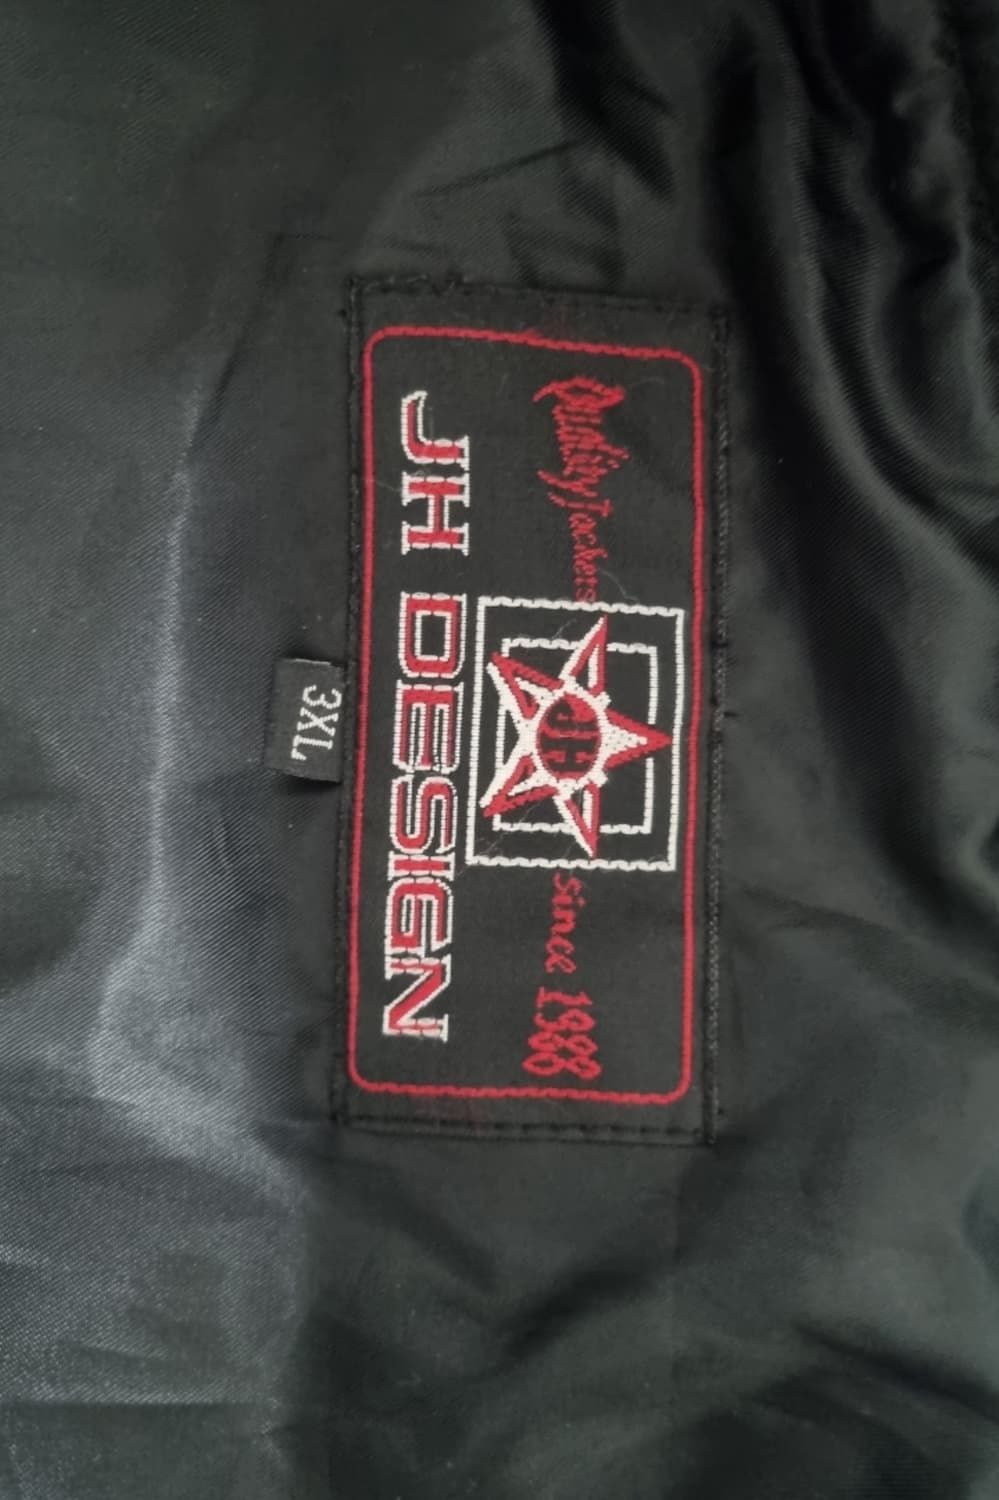 Quality Jackets since 1988
JH
JH DESIGN
3XL